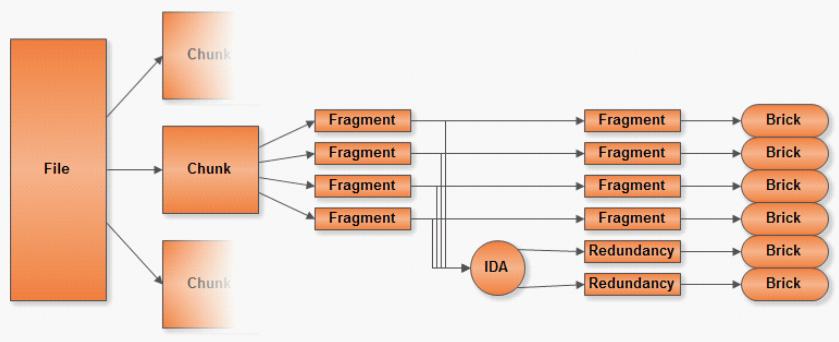 Chunk
Fragment Fragment Brick
Fragment Fragment Brick
File Chunk Fragment Fragment Brick
Fragment Fragment Brick
Redundancy Brick
IDA
Chunk Redundancy Brick